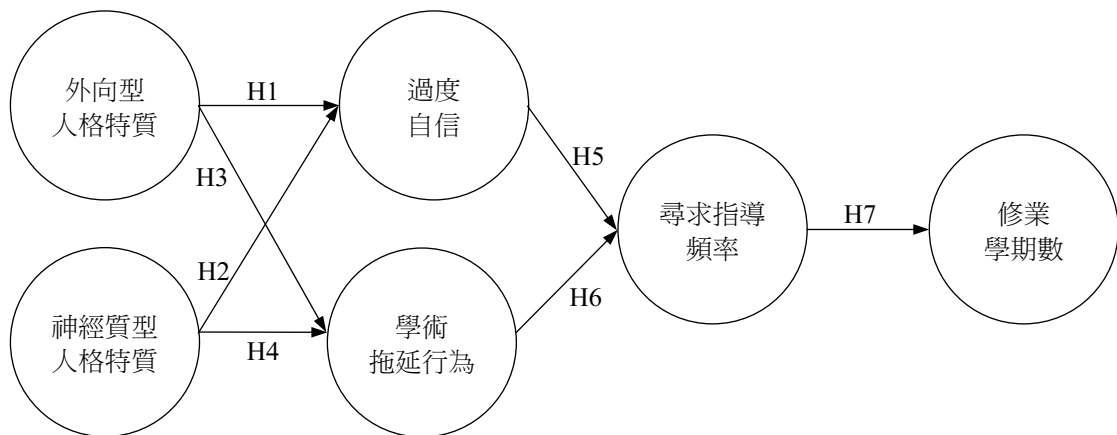 外向型
人格特質
H1
過度
自信
H3
H5
尋求指導
頻率
H7
修業
學期數
H2
H6
神經質型
人格特質
H4
學術
拖延行為